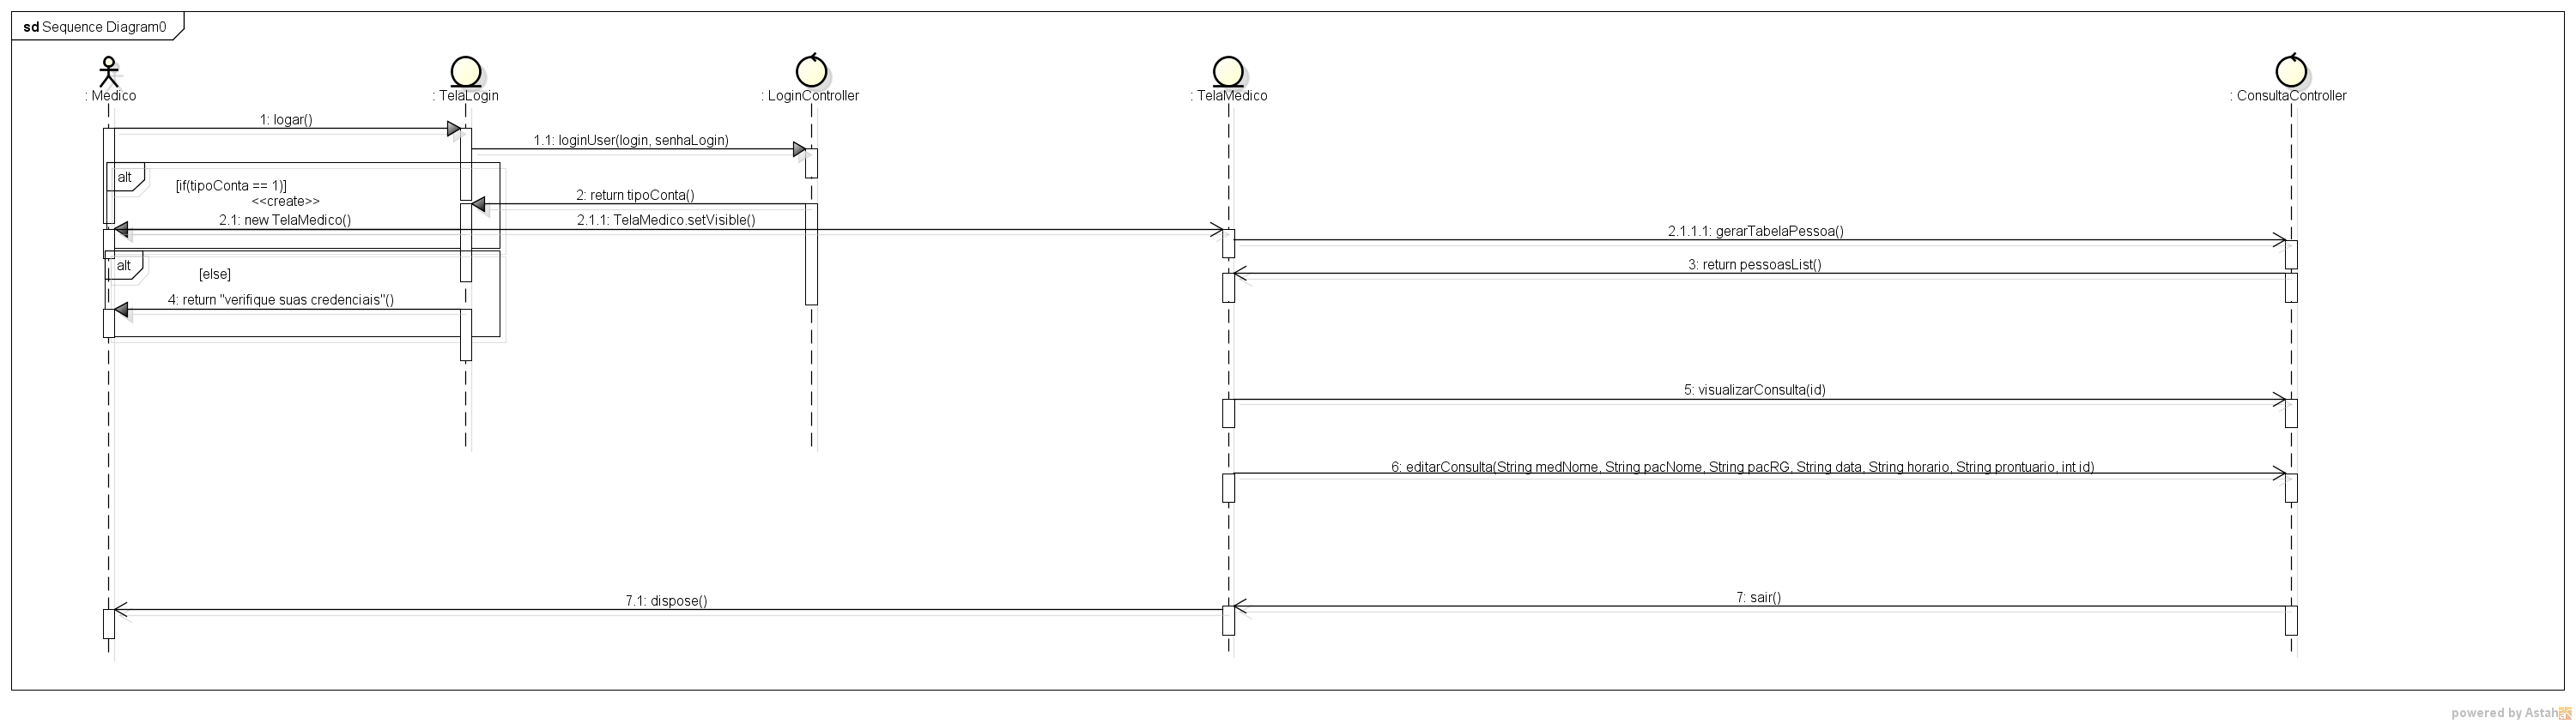 sd Sequence Diagram0
: Medico
: TelaLogin
: LoginController
: TelaMedico
: ConsultaController
1: logar()
1.1: loginUser(login, senhaLogin)
alt
[if(tipoConta == 1)]
2: return tipoConta()
<<create>>
2.1: new TelaMedico()
2.1.1: TelaMedico.setVisible()
2.1.1.1: gerarTabelaPessoa()
alt
[else]
3: return pessoasList()
4: return "verifique suas credenciais"()
5: visualizarConsulta(id)
6: editarConsulta(String medNome, String pacNome, String pacRG, String data, String horario, String prontuario, int id)
7.1: dispose()
7: sair()
powered by Astah